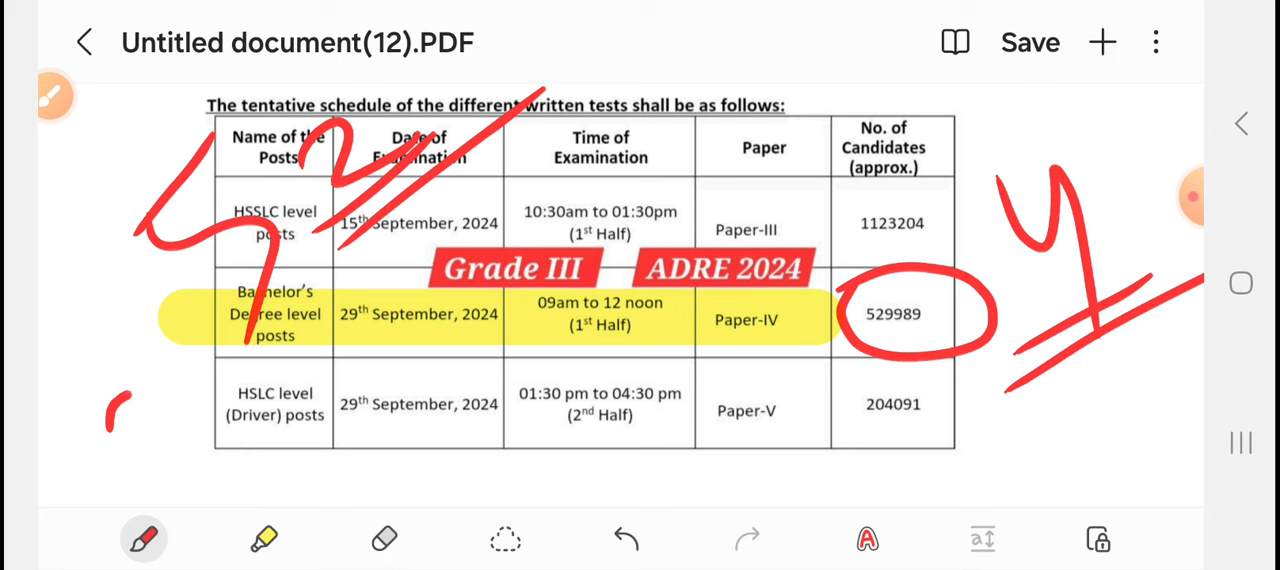 Untitled document(12).PDF
Save
The tentative schedule of the different written tests shall be as follows:
Name of the Posts Date of Examination Time of Examination Paper No. of Candidates (approx.)
HSSLC level posts 15th September, 2024 10:30am to 01:30pm (1st Half) Paper-III 1123204
Grade III ADRE 2024
Bachelor's Degree level posts 29th September, 2024 09am to 12 noon (1st Half) Paper-IV 529989
HSLC level (Driver) posts 29th September, 2024 01:30 pm to 04:30 pm (2nd Half) Paper-V 204091